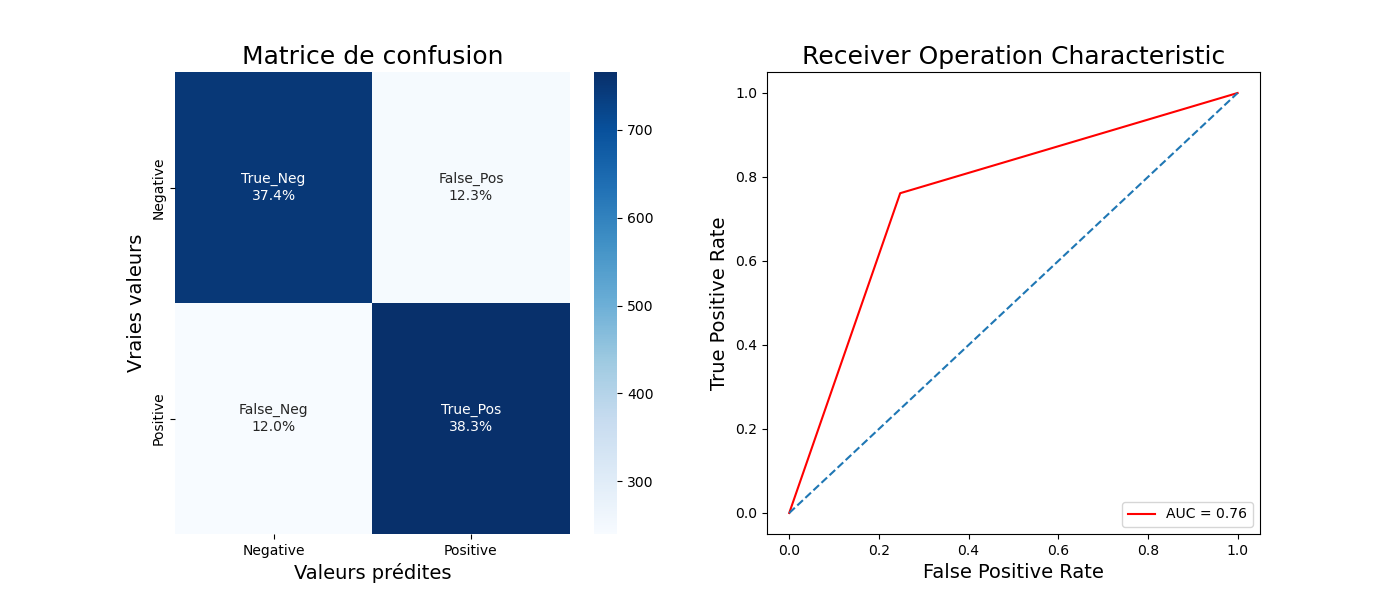 Matrice de confusion
Vraies valeurs
Negative
Positive
True_Neg
37.4%
False_Pos
12.3%
False_Neg
12.0%
True_Pos
38.3%
Negative
Positive
Valeurs prédites
700
600
500
400
300
Receiver Operation Characteristic
True Positive Rate
1.0
0.8
0.6
0.4
0.2
0.0
AUC = 0.76
0.0 0.2 0.4 0.6 0.8 1.0
False Positive Rate